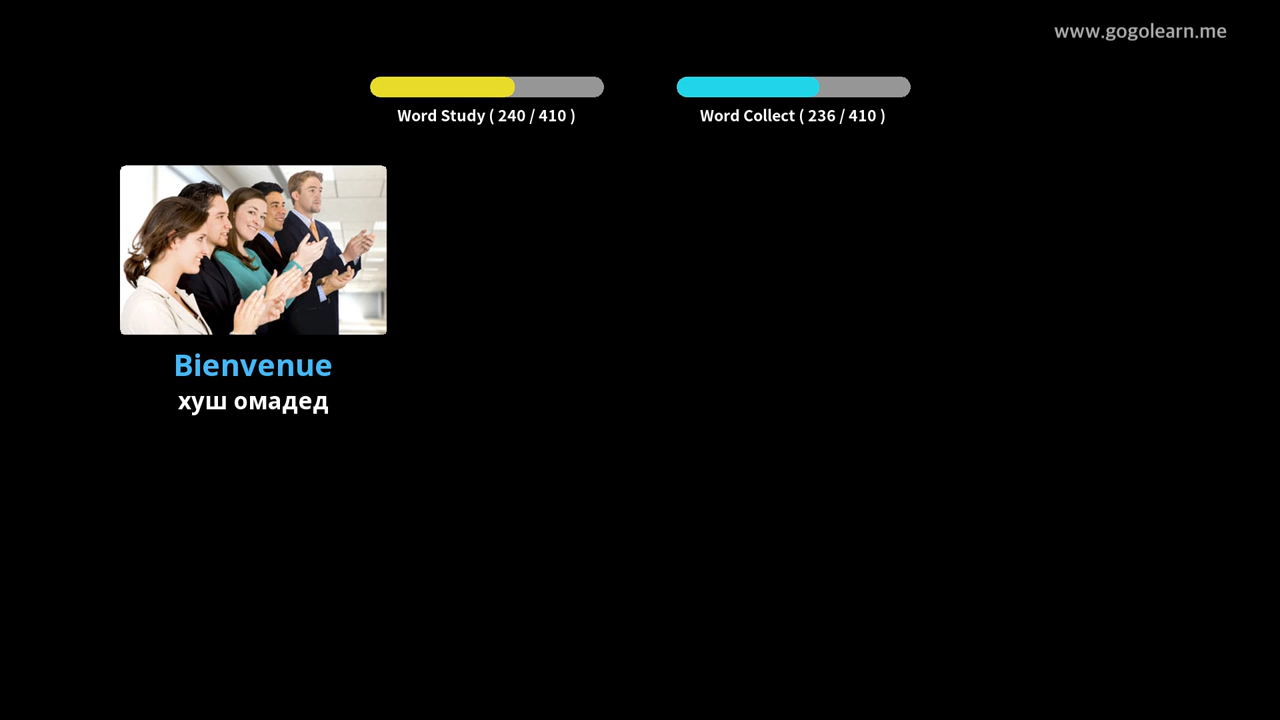 www.gogolearn.me
Word Study ( 240 / 410 )
Word Collect ( 236 / 410 )
Bienvenue
хуш омадед